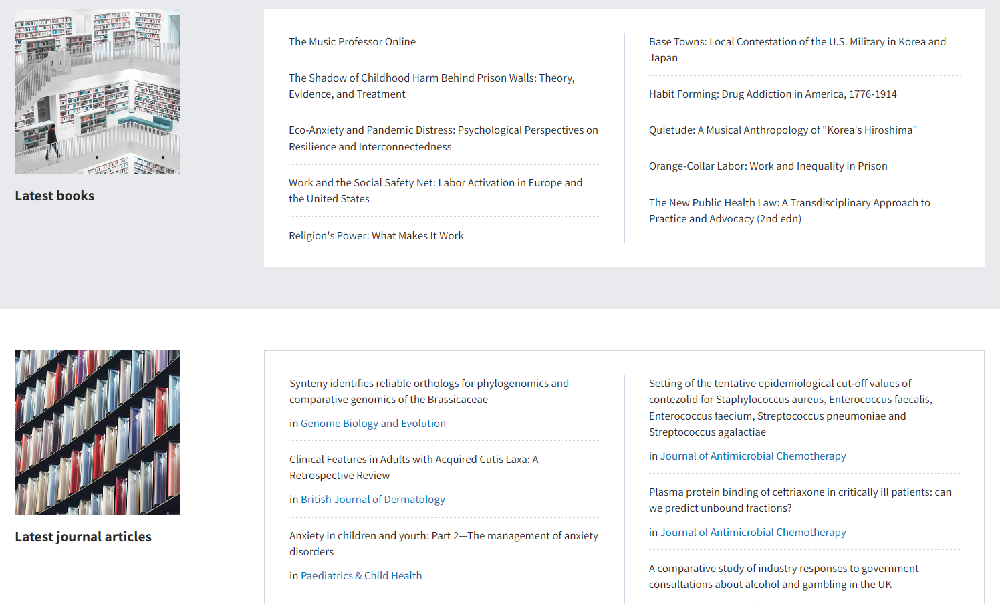 Latest books
The Music Professor Online
The Shadow of Childhood Harm Behind Prison Walls: Theory,
Evidence, and Treatment
Eco-Anxiety and Pandemic Distress: Psychological Perspectives on
Resilience and Interconnectedness
Work and the Social Safety Net: Labor Activation in Europe and
the United States
Religion's Power: What Makes It Work
Base Towns: Local Contestation of the U.S. Military in Korea and
Japan
Habit Forming: Drug Addiction in America, 1776-1914
Quietude: A Musical Anthropology of "Korea's Hiroshima"
Orange-Collar Labor: Work and Inequality in Prison
The New Public Health Law: A Transdisciplinary Approach to
Practice and Advocacy (2nd edn)
Latest journal articles
Synteny identifies reliable orthologs for phylogenomics and
comparative genomics of the Brassicaceae
in Genome Biology and Evolution
Clinical Features in Adults with Acquired Cutis Laxa: A
Retrospective Review
in British Journal of Dermatology
Anxiety in children and youth: Part 2—The management of anxiety
disorders
in Paediatrics & Child Health
Setting of the tentative epidemiological cut-off values of
contezolid for Staphylococcus aureus, Enterococcus faecalis,
Enterococcus faecium, Streptococcus pneumoniae and
Streptococcus agalactiae
in Journal of Antimicrobial Chemotherapy
Plasma protein binding of ceftriaxone in critically ill patients: can
we predict unbound fractions?
in Journal of Antimicrobial Chemotherapy
A comparative study of industry responses to government
consultations about alcohol and gambling in the UK